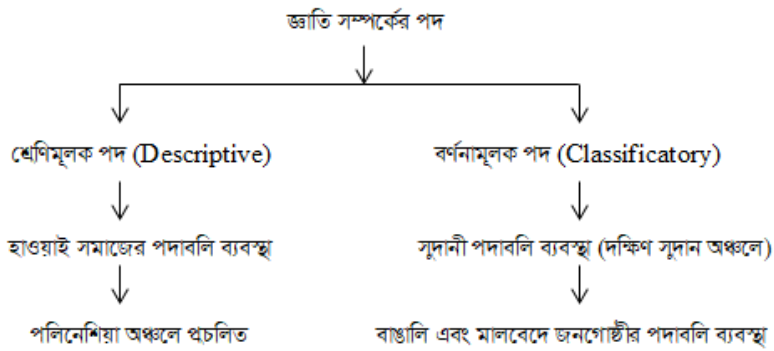 জ্ঞাতি সম্পর্কের পদ
শ্রেণিমূলক পদ (Descriptive)
বর্ণনামূলক পদ (Classificatory)
হাওয়াই সমাজের পদাবলি ব্যবস্থা
সুদানী পদাবলি ব্যবস্থা (দক্ষিণ সুদান অঞ্চলে)
পলিনেশিয়া অঞ্চলে প্রচলিত
বাঙালি এবং মালবেদে জনগোষ্ঠীর পদাবলি ব্যবস্থা